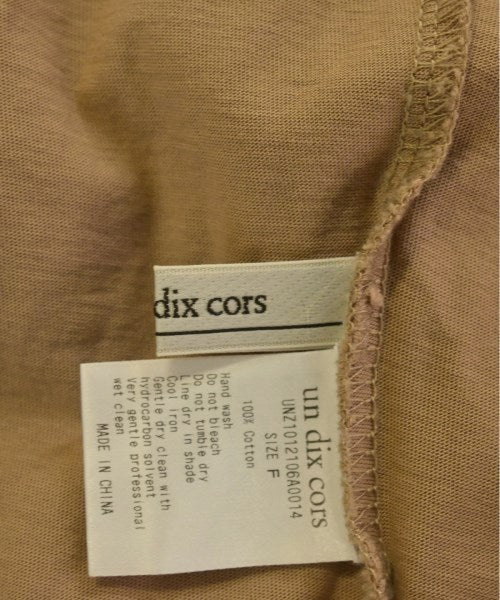 dix cors
un dix cors
UNZ1012106A0014
SIZE F
100% Cotton
Hand wash
Do not bleach
Do not tumble dry
Line dry in shade
Cool iron
Gentle dry clean with
hydrocarbon solvent
Very gentle professional
wet clean
MADE IN CHINA